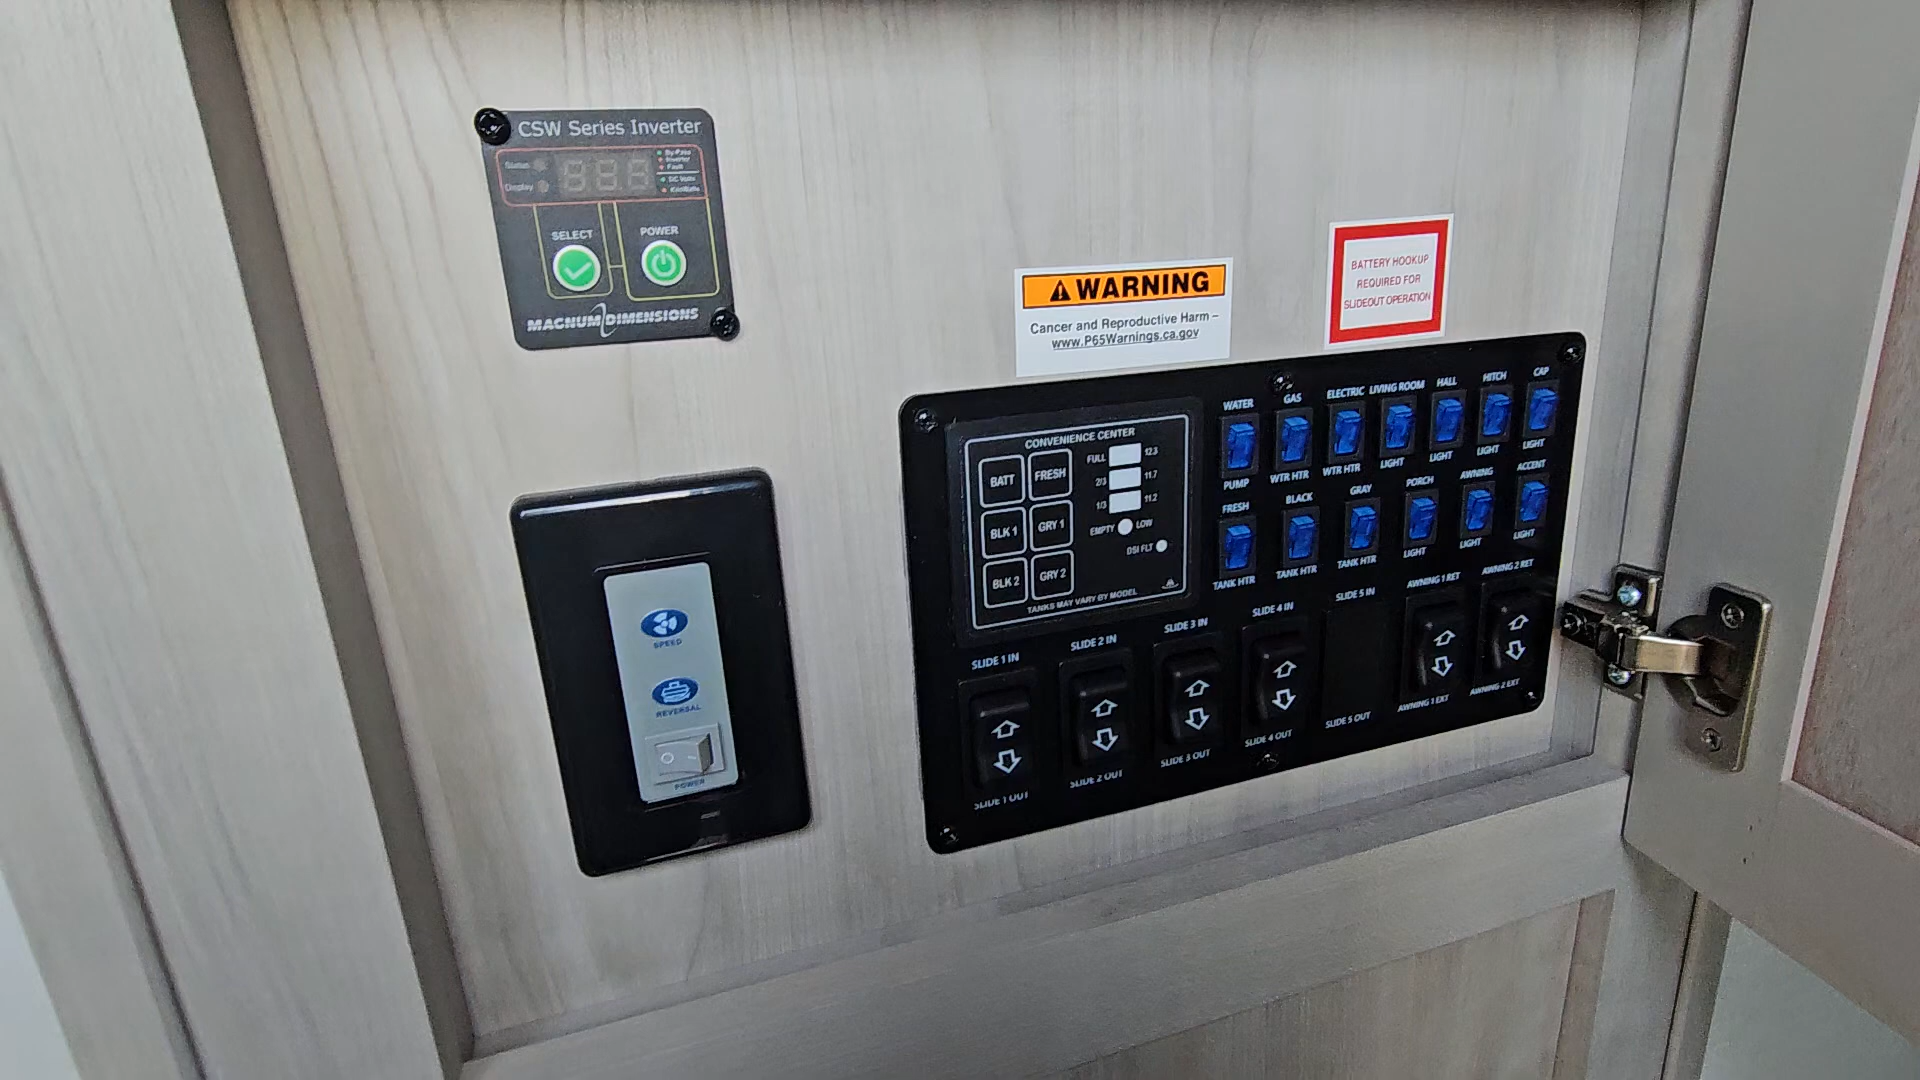 CSW Series Inverter
Status
Display
By-Pass
Inverter
Fault
DC Volts
SELECT
POWER
MAGNUM DIMENSIONS
SPEED
REVERSAL
POWER
WARNING
Cancer and Reproductive Harm –
www.P65Warnings.ca.gov
BATTERY HOOKUP
REQUIRED FOR
SLIDEOUT OPERATION
CONVENIENCE CENTER
BATT
FRESH
BLK 1
GRY 1
BLK 2
GRY 2
FULL 12.3
2/3 11.7
1/3 11.2
EMPTY LOW
DSI FLT
TANKS MAY VARY BY MODEL
WATER
PUMP
GAS
WTR HTR
ELECTRIC
WTR HTR
LIVING ROOM
LIGHT
HALL
LIGHT
HITCH
LIGHT
CAP
LIGHT
FRESH
TANK HTR
BLACK
TANK HTR
GRAY
TANK HTR
PORCH
LIGHT
AWNING
LIGHT
ACCENT
LIGHT
SLIDE 1 IN
SLIDE 1 OUT
SLIDE 2 IN
SLIDE 2 OUT
SLIDE 3 IN
SLIDE 3 OUT
SLIDE 4 IN
SLIDE 4 OUT
SLIDE 5 IN
SLIDE 5 OUT
AWNING 1 RET
AWNING 1 EXT
AWNING 2 RET
AWNING 2 EXT